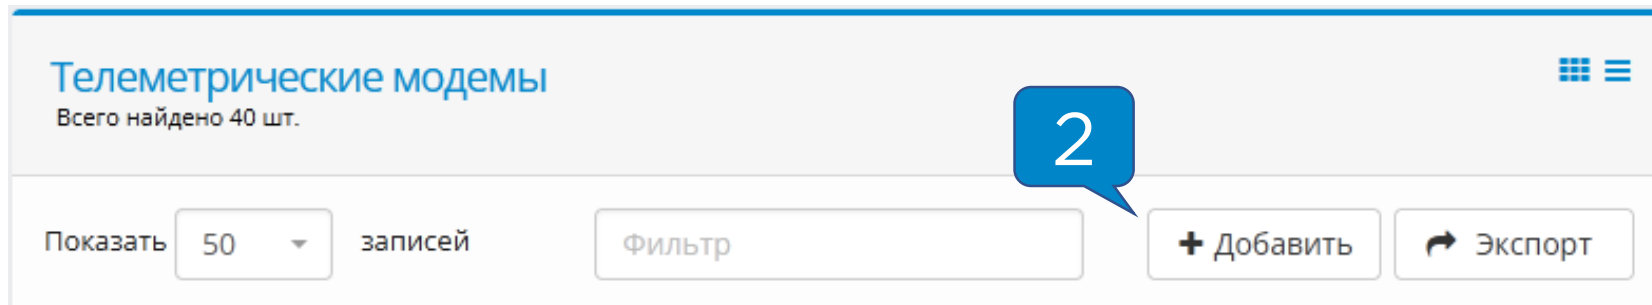 Телеметрические модемы
Всего найдено 40 шт.
2
Показать 50 записей Фильтр Добавить Экспорт